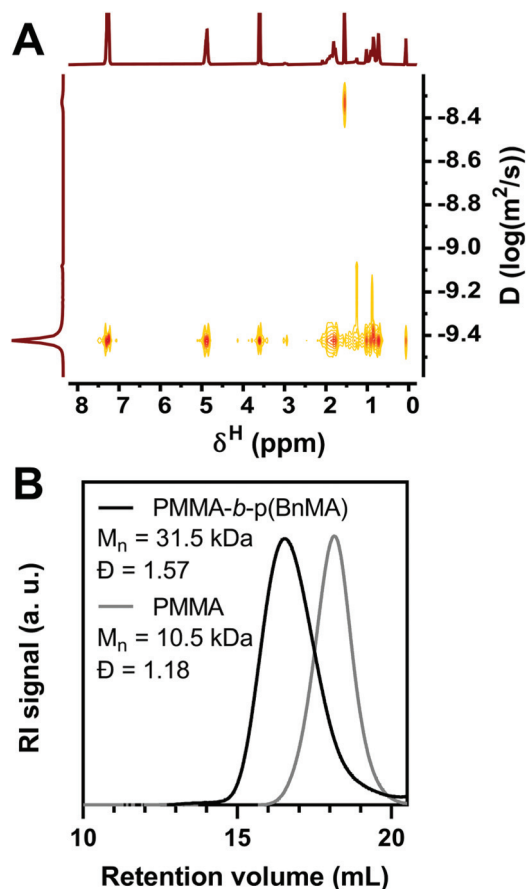 A
-8.4
-8.6
-8.8
-9.0
-9.2
-9.4
D (log(m²/s))
8 7 6 5 4 3 2 1 0
δᴴ (ppm)
B
PMMA-b-p(BnMA)
Mₙ = 31.5 kDa
Đ = 1.57
PMMA
Mₙ = 10.5 kDa
Đ = 1.18
RI signal (a. u.)
10 15 20
Retention volume (mL)